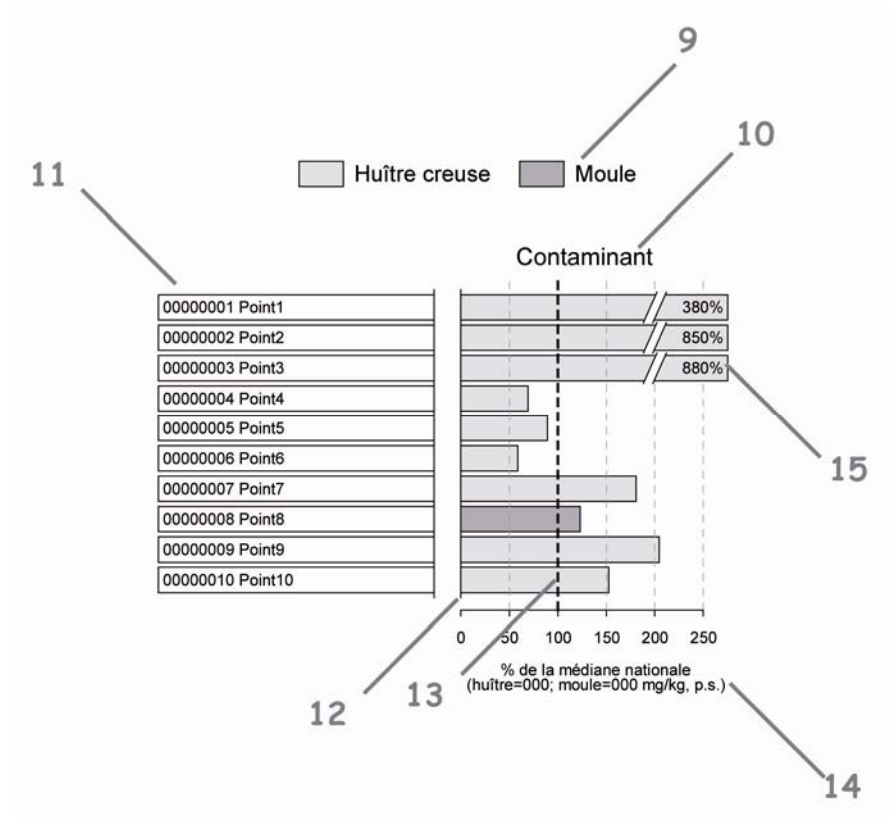 9
10
11
Huître creuse Moule
Contaminant
00000001 Point1 380%
00000002 Point2 850%
00000003 Point3 880%
00000004 Point4
00000005 Point5
00000006 Point6
15
00000007 Point7
00000008 Point8
00000009 Point9
00000010 Point10
0 50 100 150 200 250
% de la médiane nationale
(huître=000; moule=000 mg/kg, p.s.)
12
13
14